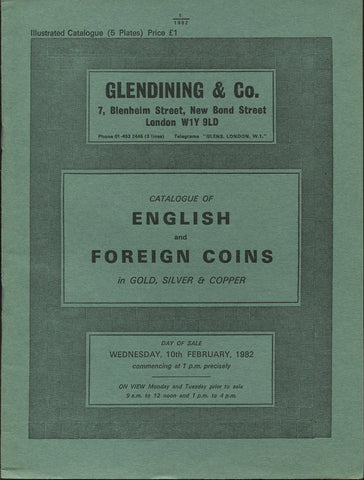 1
1982
Illustrated Catalogue (5 Plates) Price £1
GLENDINING & Co.
7, Blenheim Street, New Bond Street
London W1Y 9LD
Phone 01-493 2445 (3 lines) Telegrams "GLENS, LONDON, W.1."
CATALOGUE OF
ENGLISH
and
FOREIGN COINS
in GOLD, SILVER & COPPER
DAY OF SALE
WEDNESDAY, 10th FEBRUARY, 1982
commencing at 1 p.m. precisely
ON VIEW Monday and Tuesday prior to sale
9 a.m. to 12 noon and 1 p.m. to 4 p.m.